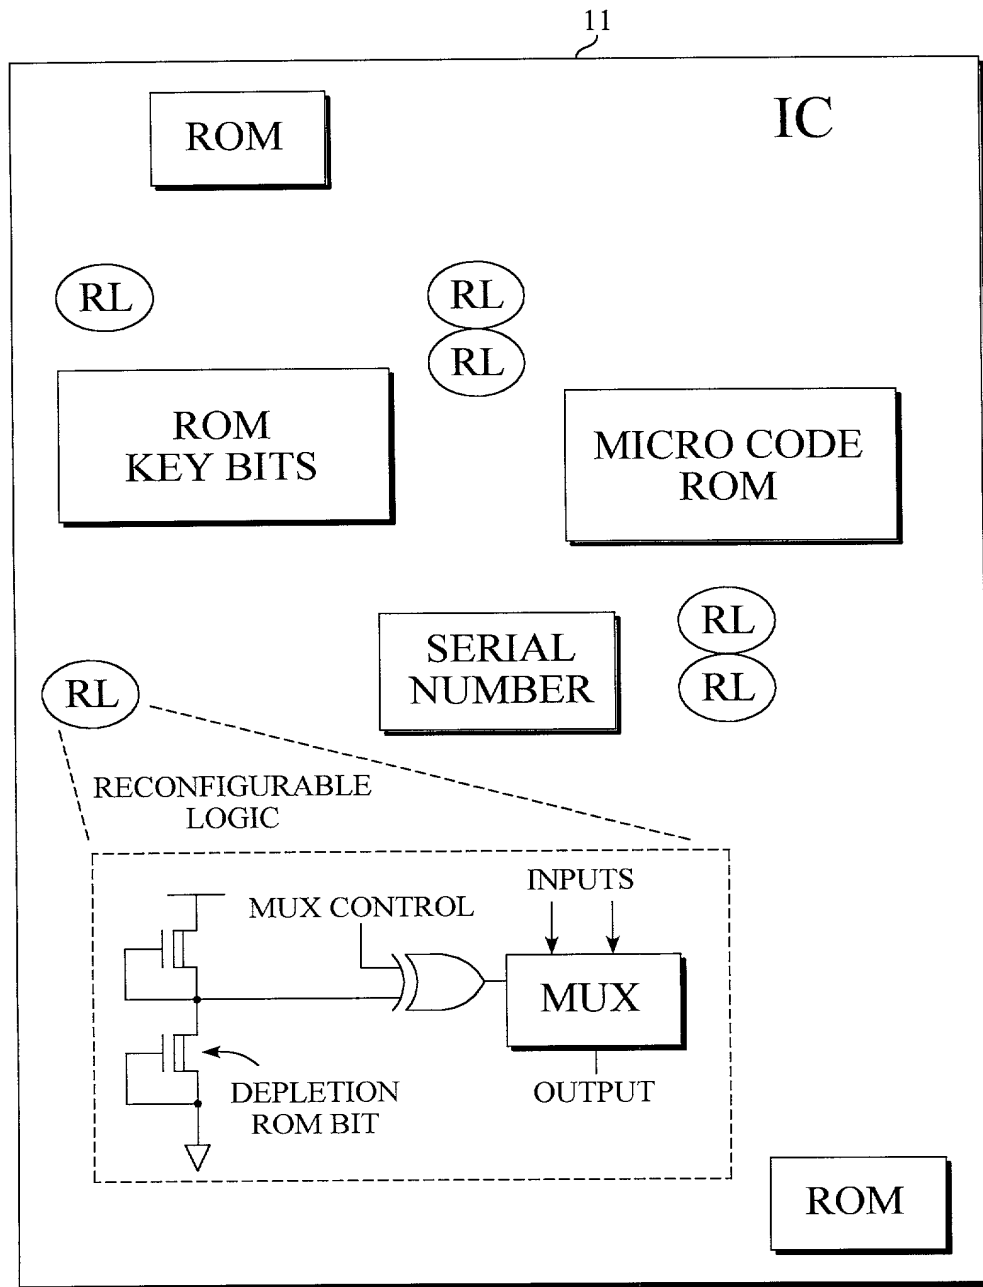 11
IC
ROM
RL
RL
RL
ROM
KEY BITS
MICRO CODE
ROM
RL
RL
SERIAL
NUMBER
RL
RECONFIGURABLE
LOGIC
INPUTS
MUX CONTROL
MUX
OUTPUT
DEPLETION
ROM BIT
ROM